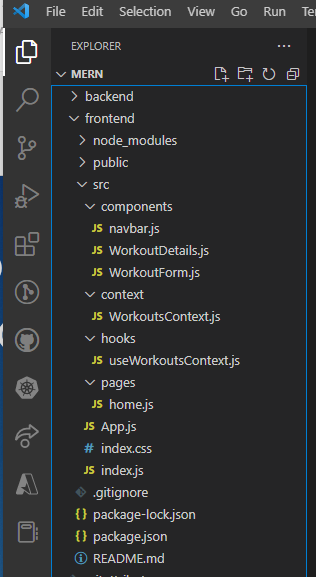 File Edit Selection View Go Run
EXPLORER
MERN
backend
frontend
node_modules
public
src
components
JS navbar.js
JS WorkoutDetails.js
JS WorkoutForm.js
context
JS WorkoutsContext.js
hooks
JS useWorkoutsContext.js
pages
JS home.js
JS App.js
# index.css
JS index.js
.gitignore
{} package-lock.json
{} package.json
README.md